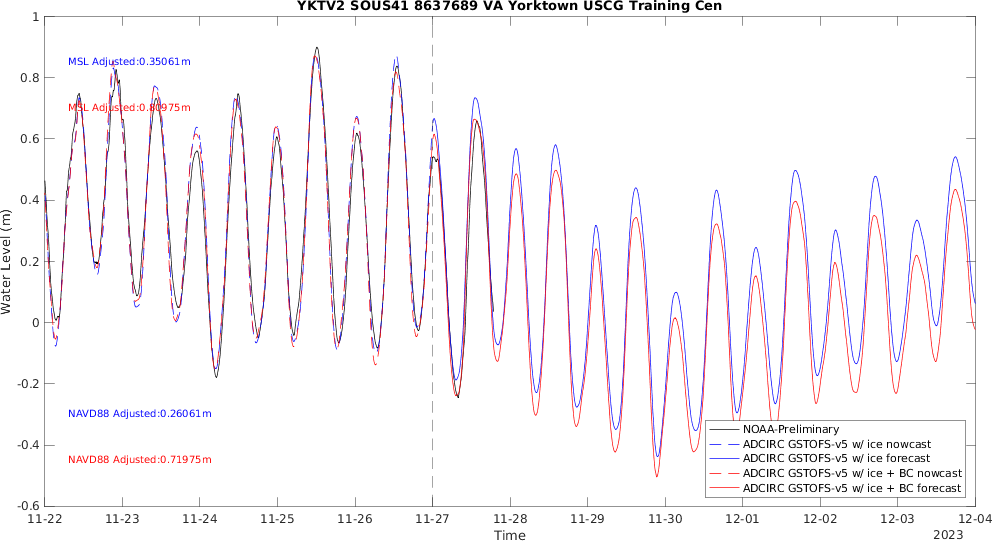 YKTV2 SOUS41 8637689 VA Yorktown USCG Training Cen
1
0.8
0.6
0.4
0.2
0
-0.2
-0.4
-0.6
Water Level (m)
MSL Adjusted:0.35061m
MSL Adjusted:0.80975m
NAVD88 Adjusted:0.26061m
NAVD88 Adjusted:0.71975m
NOAA-Preliminary
ADCIRC GSTOFS-v5 w/ ice nowcast
ADCIRC GSTOFS-v5 w/ ice forecast
ADCIRC GSTOFS-v5 w/ ice + BC nowcast
ADCIRC GSTOFS-v5 w/ ice + BC forecast
11-22 11-23 11-24 11-25 11-26 11-27 11-28 11-29 11-30 12-01 12-02 12-03 12-04
Time
2023